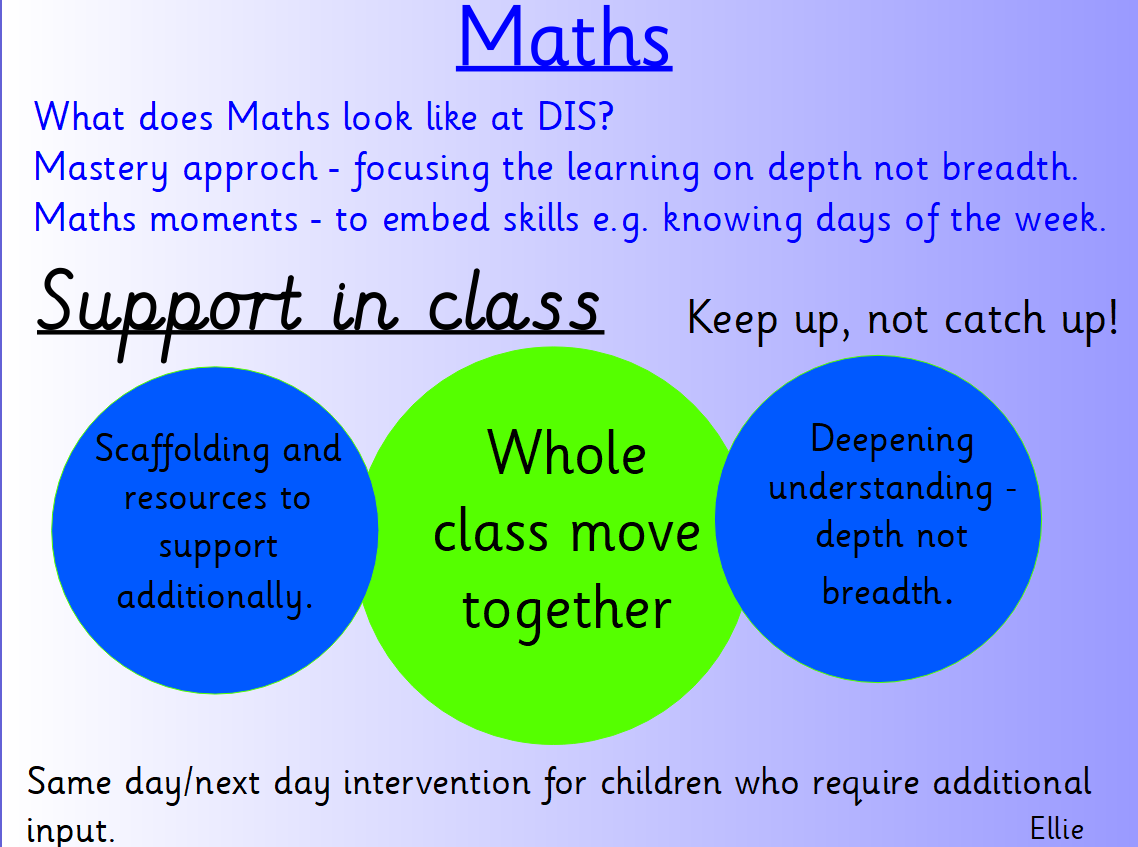 Maths
What does Maths look like at DIS?
Mastery approch - focusing the learning on depth not breadth.
Maths moments - to embed skills e.g. knowing days of the week.
Support in class
Keep up, not catch up!
Scaffolding and
resources to
support
additionally.
Whole
class move
together
Deepening
understanding -
depth not
breadth.
Same day/next day intervention for children who require additional
input.
Ellie